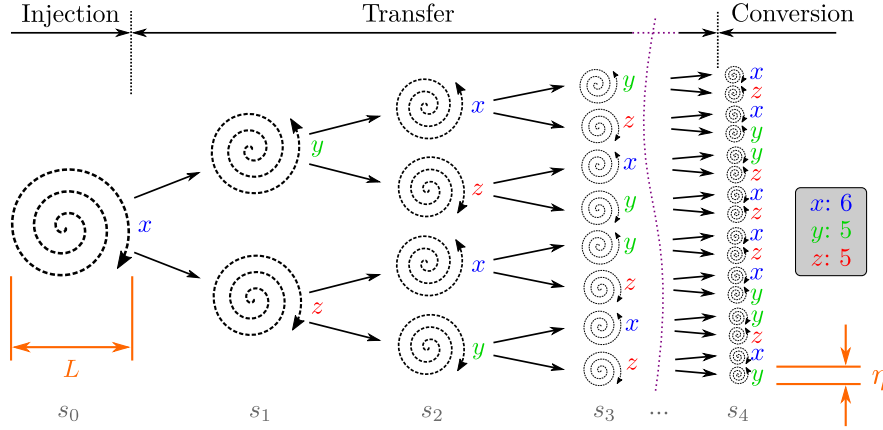 Injection
Transfer
Conversion
x
L
y
z
x
z
x
y
y
z
x
y
y
z
x
z
x
z
x
y
y
z
x
z
x
z
x
y
y
z
x
y
x: 6
y: 5
z: 5
η
s₀
s₁
s₂
s₃
...
s₄